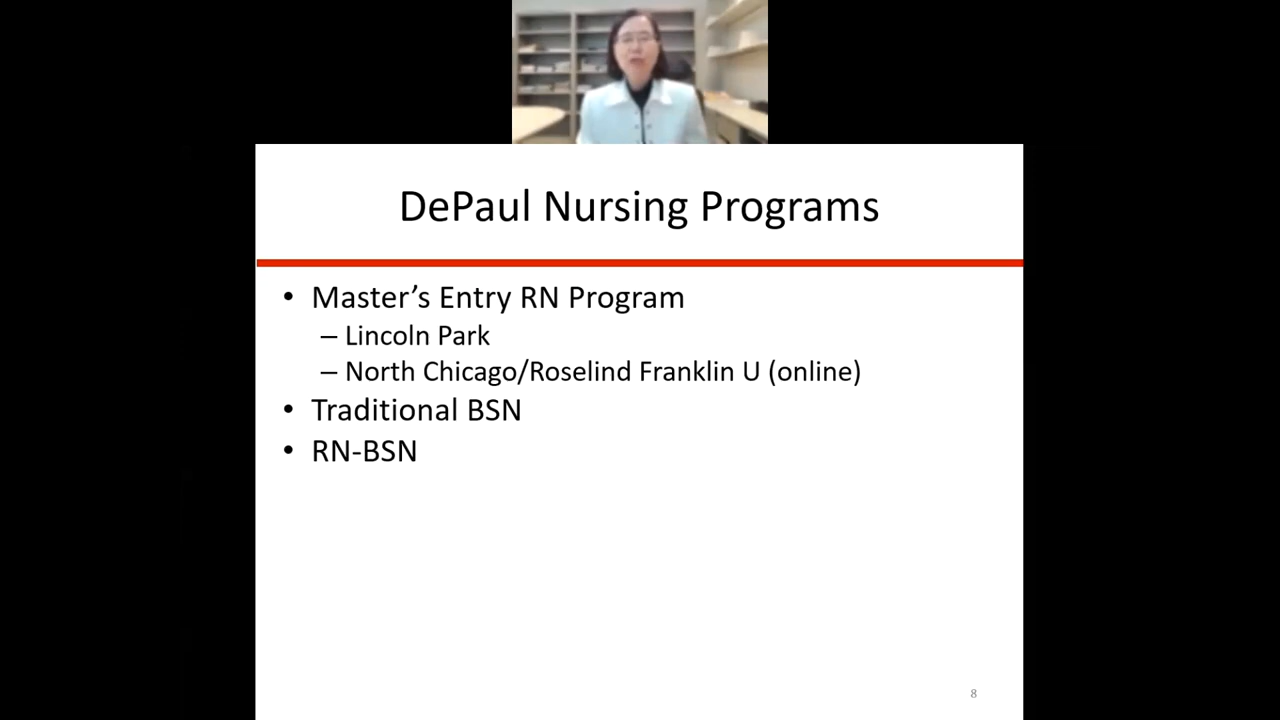 DePaul Nursing Programs
• Master’s Entry RN Program
– Lincoln Park
– North Chicago/Roselind Franklin U (online)
• Traditional BSN
• RN-BSN
8